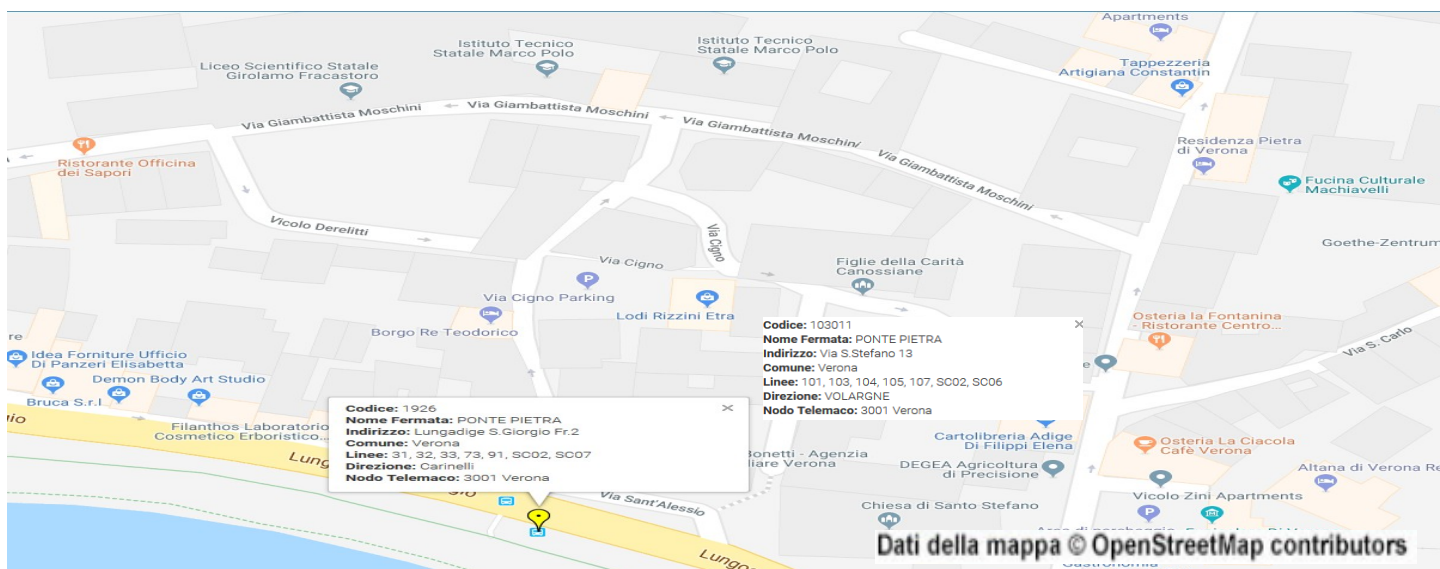 Apartments
Istituto Tecnico
Statale Marco Polo
Istituto Tecnico
Statale Marco Polo
Liceo Scientifico Statale
Girolamo Fracastoro
Tappezzeria
Artigiana Constantin
Via Giambattista Moschini
Via Giambattista Moschini
Via Giambattista Moschini
Via Giambattista Moschini
Ristorante Officina
dei Sapori
Residenza Pietra
di Verona
Fucina Culturale
Machiavelli
Vicolo Derelitti
Via Cigno
Goethe-Zentrum
Via Cigno
Figlie della Carità
Canossiane
Via Cigno Parking
Lodi Rizzini Etra
Borgo Re Teodorico
Osteria la Fontanina
- Ristorante Centro...
Via S. Carlo
Codice: 103011
Nome Fermata: PONTE PIETRA
Indirizzo: Via S.Stefano 13
Comune: Verona
Linee: 101, 103, 104, 105, 107, SC02, SC06
Direzione: VOLARGNE
Nodo Telemaco: 3001 Verona
Idea Forniture Ufficio
Di Panzeri Elisabetta
Demon Body Art Studio
Bruca S.r.l
Filanthos Laboratorio
Cosmetico Erboristico...
Codice: 1926
Nome Fermata: PONTE PIETRA
Indirizzo: Lungadige S.Giorgio Fr.2
Comune: Verona
Linee: 31, 32, 33, 73, 91, SC02, SC07
Direzione: Carinelli
Nodo Telemaco: 3001 Verona
Cartolibreria Adige
Di Filippi Elena
Osteria La Ciacola
Cafè Verona
Bonetti - Agenzia
liare Verona
DEGEA Agricoltura
di Precisione
Altana di Verona Re
Via Sant'Alessio
Vicolo Zini Apartments
Chiesa di Santo Stefano
Dati della mappa © OpenStreetMap contributors